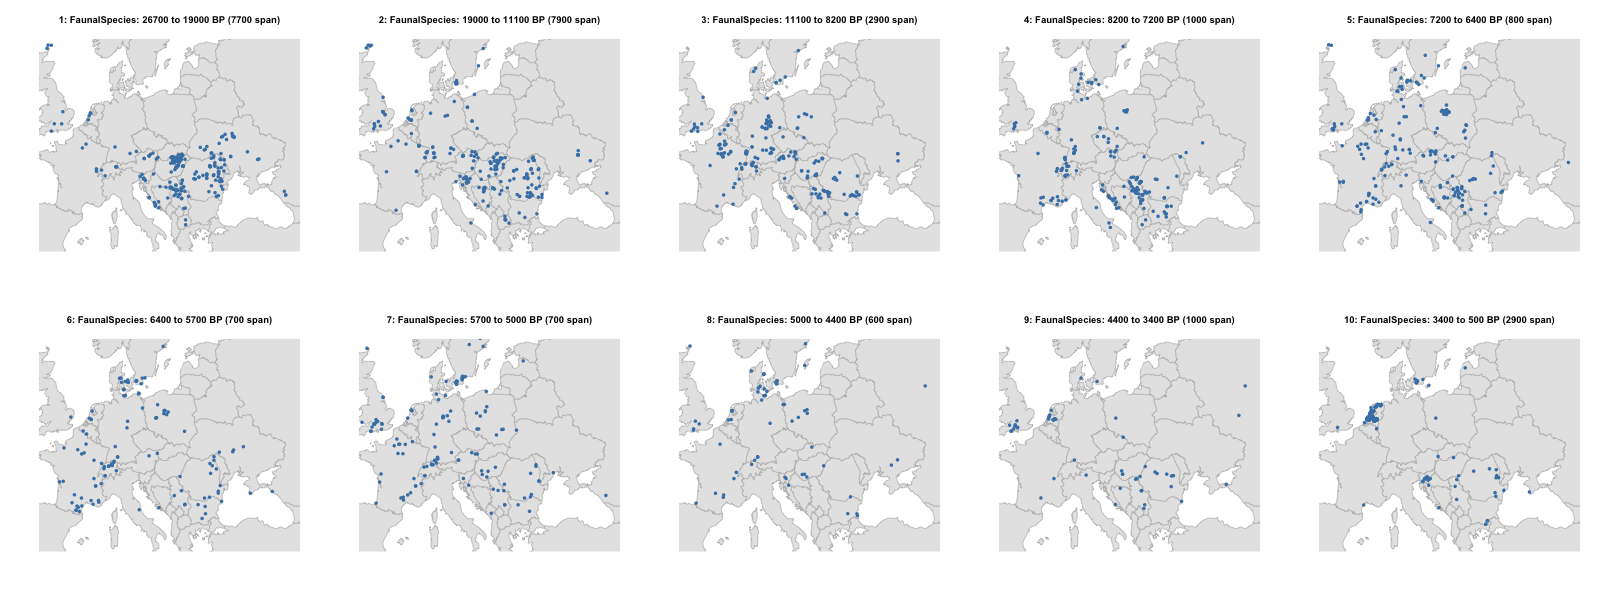 1: FaunalSpecies: 26700 to 19000 BP (7700 span)
2: FaunalSpecies: 19000 to 11100 BP (7900 span)
3: FaunalSpecies: 11100 to 8200 BP (2900 span)
4: FaunalSpecies: 8200 to 7200 BP (1000 span)
5: FaunalSpecies: 7200 to 6400 BP (800 span)
6: FaunalSpecies: 6400 to 5700 BP (700 span)
7: FaunalSpecies: 5700 to 5000 BP (700 span)
8: FaunalSpecies: 5000 to 4400 BP (600 span)
9: FaunalSpecies: 4400 to 3400 BP (1000 span)
10: FaunalSpecies: 3400 to 500 BP (2900 span)